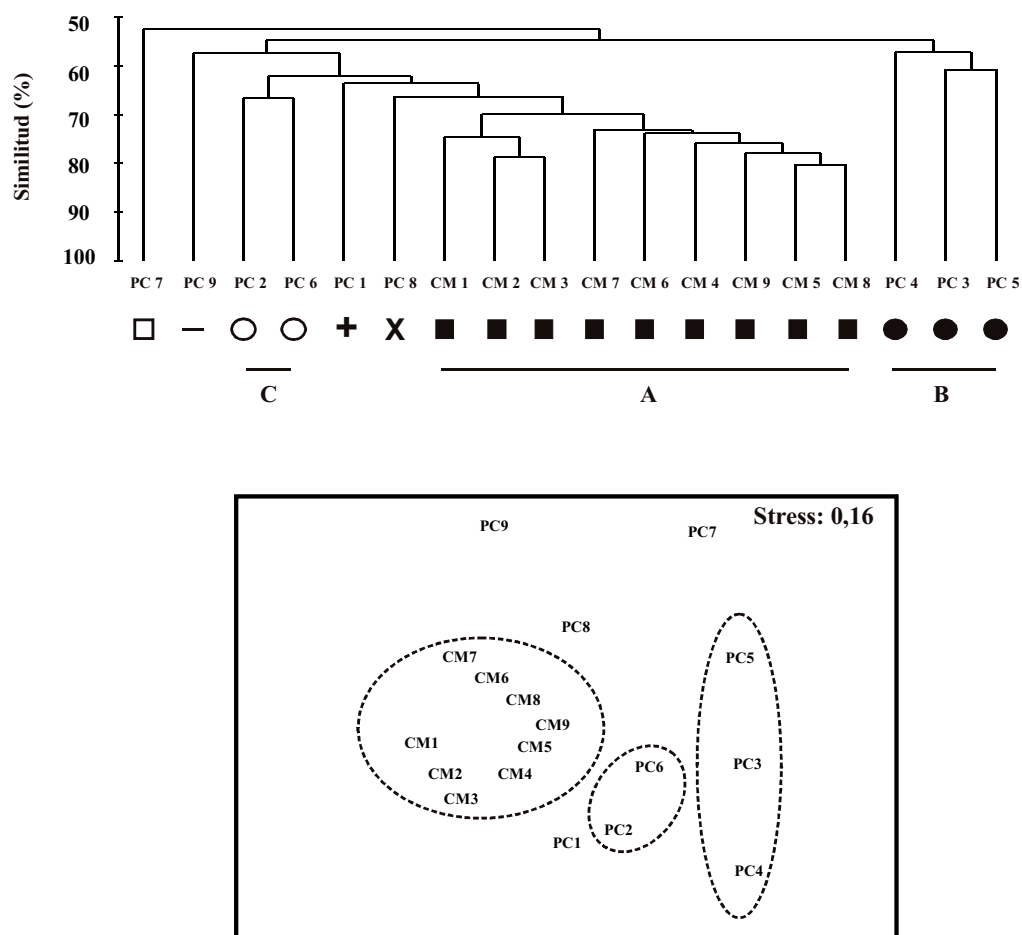 50
60
70
80
90
100
Similitud (%)
PC 7 PC 9 PC 2 PC 6 PC 1 PC 8 CM 1 CM 2 CM 3 CM 7 CM 6 CM 4 CM 9 CM 5 CM 8 PC 4 PC 3 PC 5
C A B
Stress: 0,16
PC9 PC7
PC8
CM7 PC5
CM6
CM8
CM9
CM1 CM5
PC6 PC3
CM2 CM4
CM3
PC2
PC1
PC4